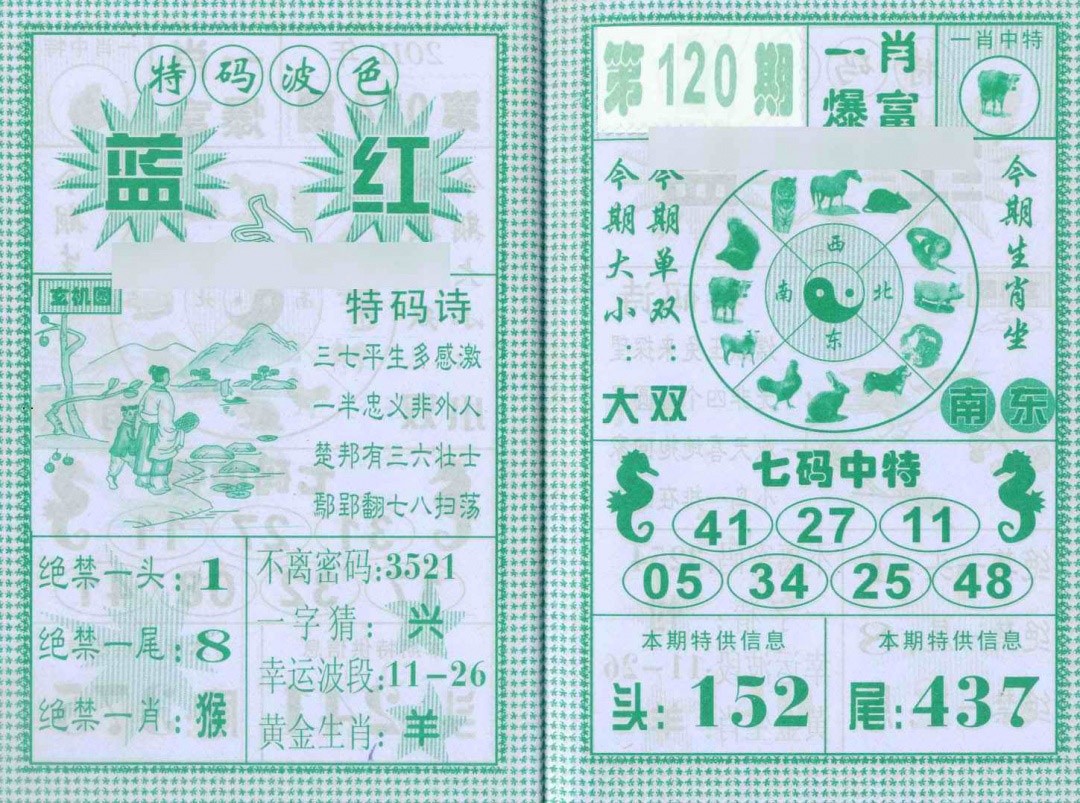 特码波色
蓝 红
玄机图
特码诗
三七平生多感激
一半忠义非外人
楚邦有三六壮士
鄢郢翻七八扫荡
绝禁一头:1
绝禁一尾:8
绝禁一肖:猴
不离密码:3521
一字猜:兴
幸运波段:11-26
黄金生肖:羊
第120期
一肖
爆富
一肖中特
今期大小:大
今期单双:双
西
南 北
东
今期生肖坐
南东
七码中特
41 27 11
05 34 25 48
本期特供信息
头:152
本期特供信息
尾:437